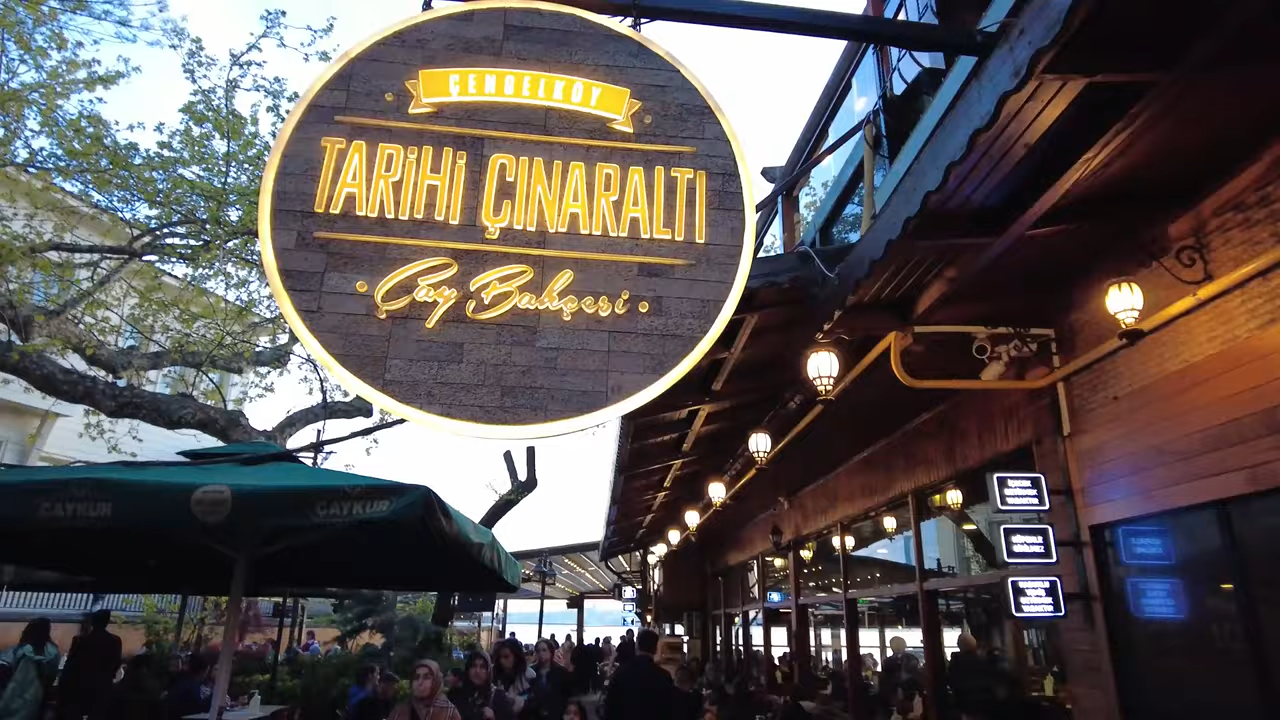 ÇENGELKÖY
TARİHİ ÇINARALTI
Çay Bahçesi
ÇAYKUR
ÇAYKUR